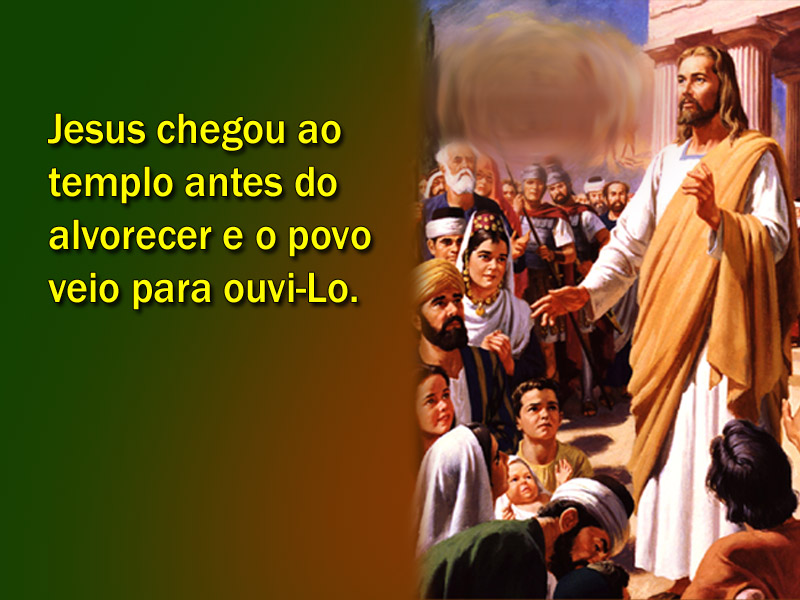 Jesus chegou ao
templo antes do
alvorecer e o povo
veio para ouvi-Lo.